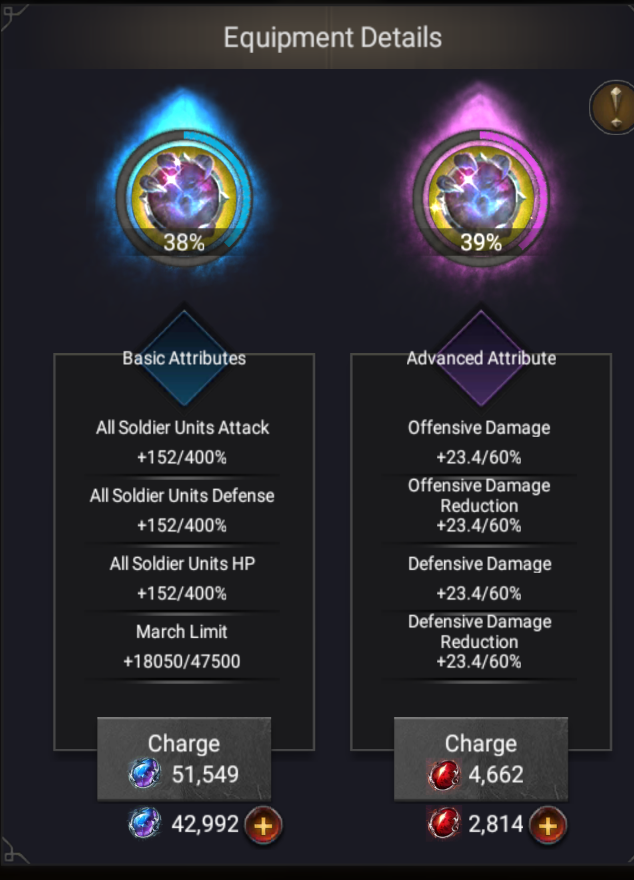 Equipment Details
38%
39%
Basic Attributes
All Soldier Units Attack
+152/400%
All Soldier Units Defense
+152/400%
All Soldier Units HP
+152/400%
March Limit
+18050/47500
Charge
51,549
42,992
Advanced Attribute
Offensive Damage
+23.4/60%
Offensive Damage
Reduction
+23.4/60%
Defensive Damage
+23.4/60%
Defensive Damage
Reduction
+23.4/60%
Charge
4,662
2,814